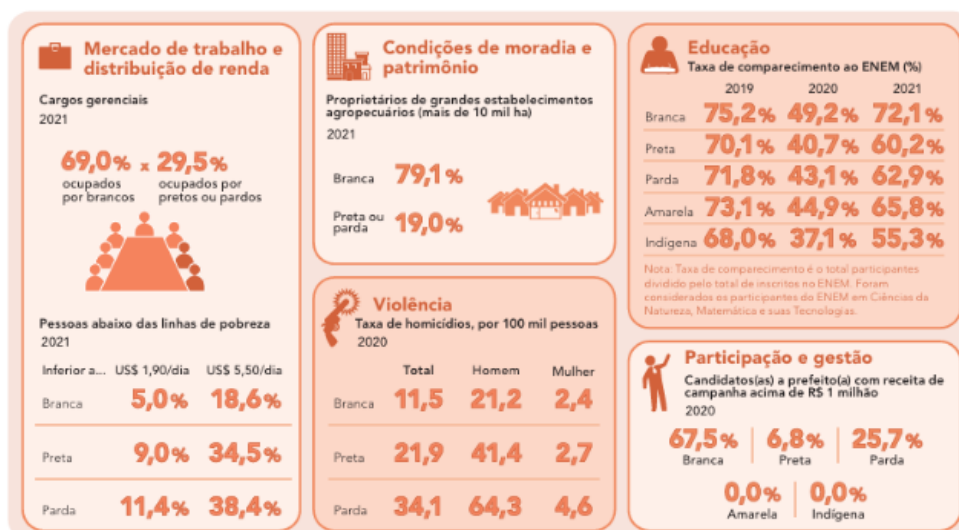 Mercado de trabalho e
distribuição de renda
Cargos gerenciais
2021
69,0% x 29,5%
ocupados por brancos
ocupados por pretos ou pardos
Pessoas abaixo das linhas de pobreza
2021
Inferior a... US$ 1,90/dia US$ 5,50/dia
Branca 5,0% 18,6%
Preta 9,0% 34,5%
Parda 11,4% 38,4%
Condições de moradia e
patrimônio
Proprietários de grandes estabelecimentos
agropecuários (mais de 10 mil ha)
2021
Branca 79,1%
Preta ou
parda 19,0%
Violência
Taxa de homicídios, por 100 mil pessoas
2020
Total Homem Mulher
Branca 11,5 21,2 2,4
Preta 21,9 41,4 2,7
Parda 34,1 64,3 4,6
Educação
Taxa de comparecimento ao ENEM (%)
2019 2020 2021
Branca 75,2% 49,2% 72,1%
Preta 70,1% 40,7% 60,2%
Parda 71,8% 43,1% 62,9%
Amarela 73,1% 44,9% 65,8%
Indígena 68,0% 37,1% 55,3%
Nota: Taxa de comparecimento é o total participantes
dividido pelo total de inscritos no ENEM. Foram
considerados os participantes do ENEM em Ciências da
Natureza, Matemática e suas Tecnologias.
Participação e gestão
Candidatos(as) a prefeito(a) com receita de
campanha acima de R$ 1 milhão
2020
67,5% 6,8% 25,7%
Branca Preta Parda
0,0% 0,0%
Amarela Indígena